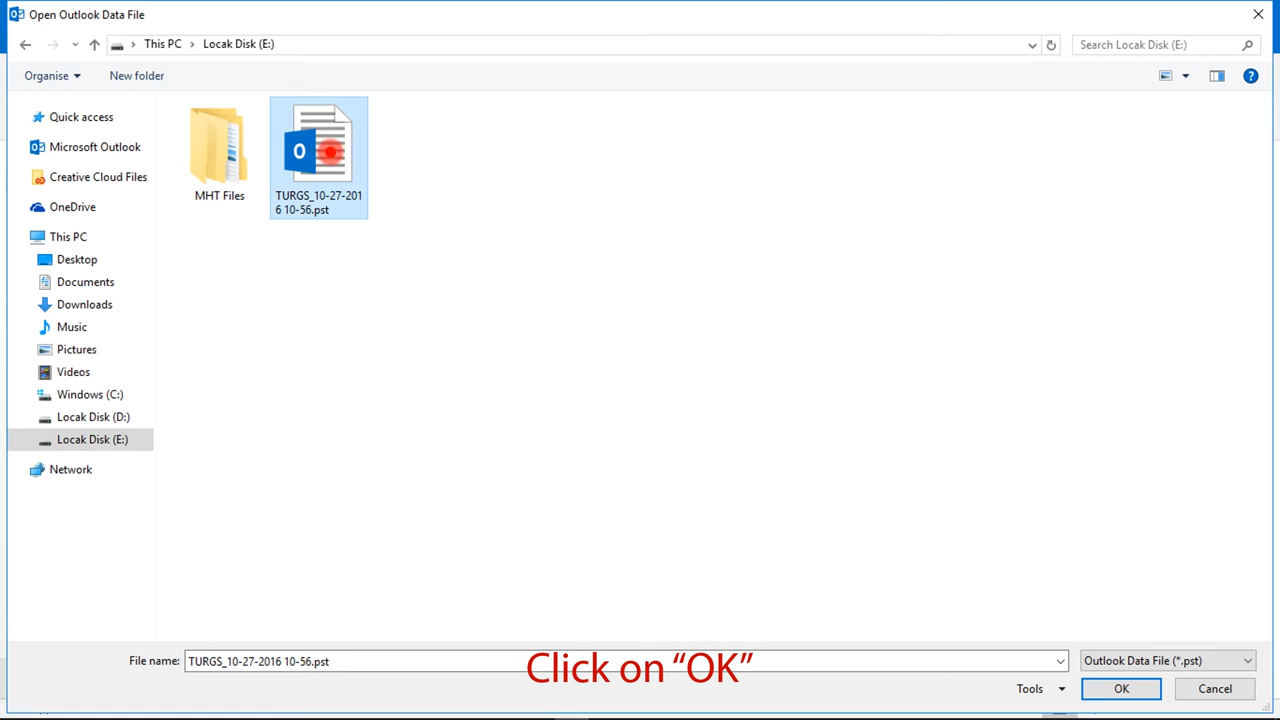 Open Outlook Data File
This PC
Locak Disk (E:)
Search Locak Disk (E:)
Organise
New folder
Quick access
Microsoft Outlook
Creative Cloud Files
OneDrive
This PC
Desktop
Documents
Downloads
Music
Pictures
Videos
Windows (C:)
Locak Disk (D:)
Locak Disk (E:)
Network
MHT Files
TURGS_10-27-201
6 10-56.pst
File name:
TURGS_10-27-2016 10-56.pst
Outlook Data File (*.pst)
Click on “OK”
Tools
OK
Cancel